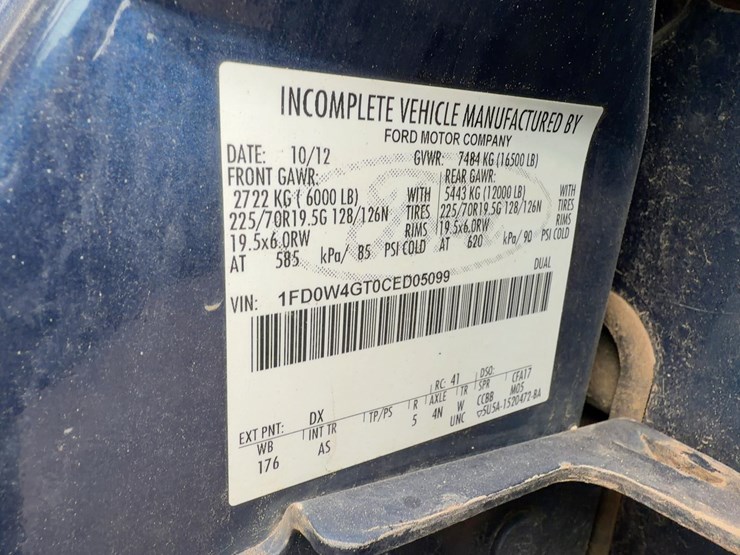 INCOMPLETE VEHICLE MANUFACTURED BY
FORD MOTOR COMPANY
DATE: 10/12 GVWR: 7484 KG (16500 LB)
FRONT GAWR: REAR GAWR:
2722 KG ( 6000 LB) WITH 5443 KG (12000 LB) WITH
225/70R19.5G 128/126N TIRES 225/70R19.5G 128/126N TIRES
19.5x6.0RW RIMS 19.5x6.0RW RIMS
AT 585 kPa/ 85 PSI COLD AT 620 kPa/ 90 PSI COLD
DUAL
VIN: 1FD0W4GT0CED05099
EXT PNT: DX RC: 41 DSO:
WB INT TR TP/PS R AXLE TR SPR CFA17
176 AS 5 4N W CCBB M05
UNC 5U5A-1520472-BA